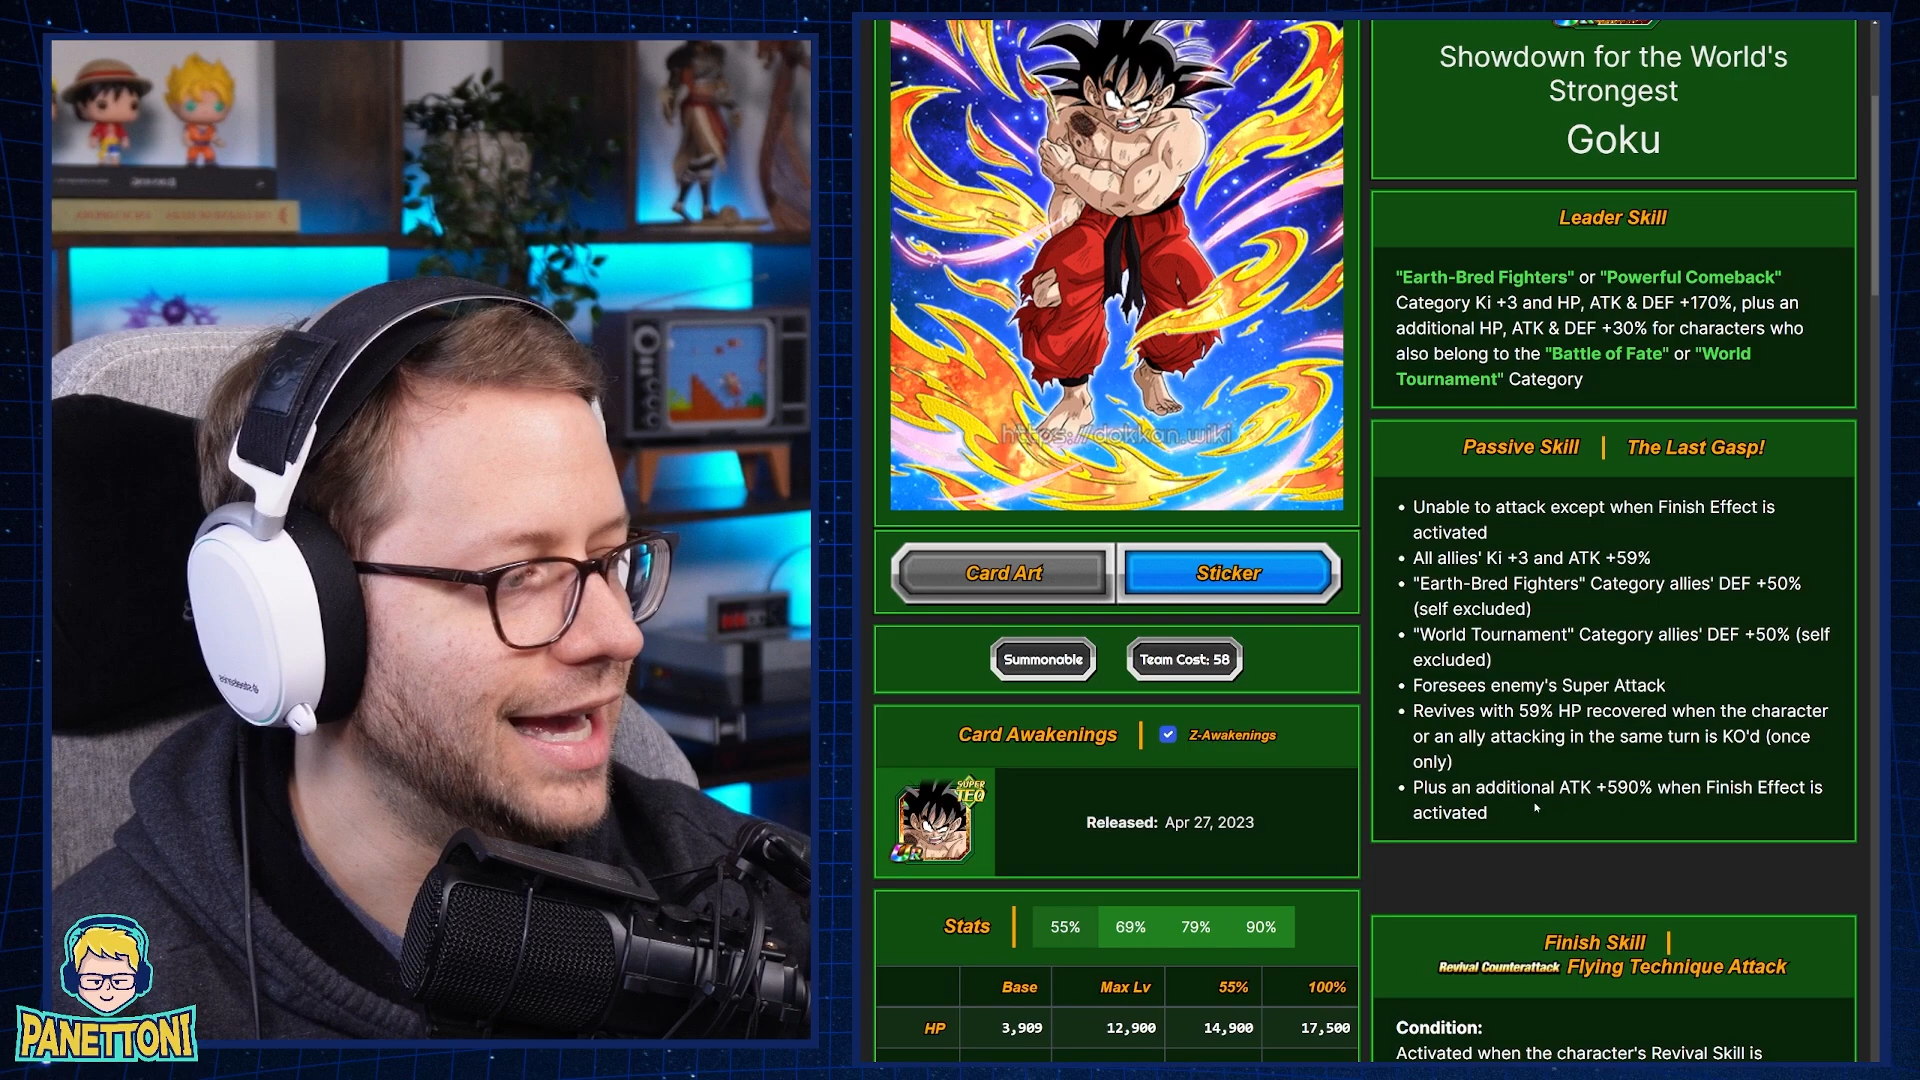 PANETTONI
https://dokkan.wiki
Card Art
Sticker
Summonable
Team Cost: 58
Card Awakenings
Z-Awakenings
SUPER
TEQ
UR
Released: Apr 27, 2023
Stats
55% 69% 79% 90%
Base Max Lv 55% 100%
HP 3,909 12,900 14,900 17,500
Showdown for the World's
Strongest
Goku
Leader Skill
"Earth-Bred Fighters" or "Powerful Comeback"
Category Ki +3 and HP, ATK & DEF +170%, plus an
additional HP, ATK & DEF +30% for characters who
also belong to the "Battle of Fate" or "World
Tournament" Category
Passive Skill The Last Gasp!
• Unable to attack except when Finish Effect is
activated
• All allies' Ki +3 and ATK +59%
• "Earth-Bred Fighters" Category allies' DEF +50%
(self excluded)
• "World Tournament" Category allies' DEF +50% (self
excluded)
• Foresees enemy's Super Attack
• Revives with 59% HP recovered when the character
or an ally attacking in the same turn is KO'd (once
only)
• Plus an additional ATK +590% when Finish Effect is
activated
Finish Skill
Revival Counterattack Flying Technique Attack
Condition:
Activated when the character's Revival Skill is